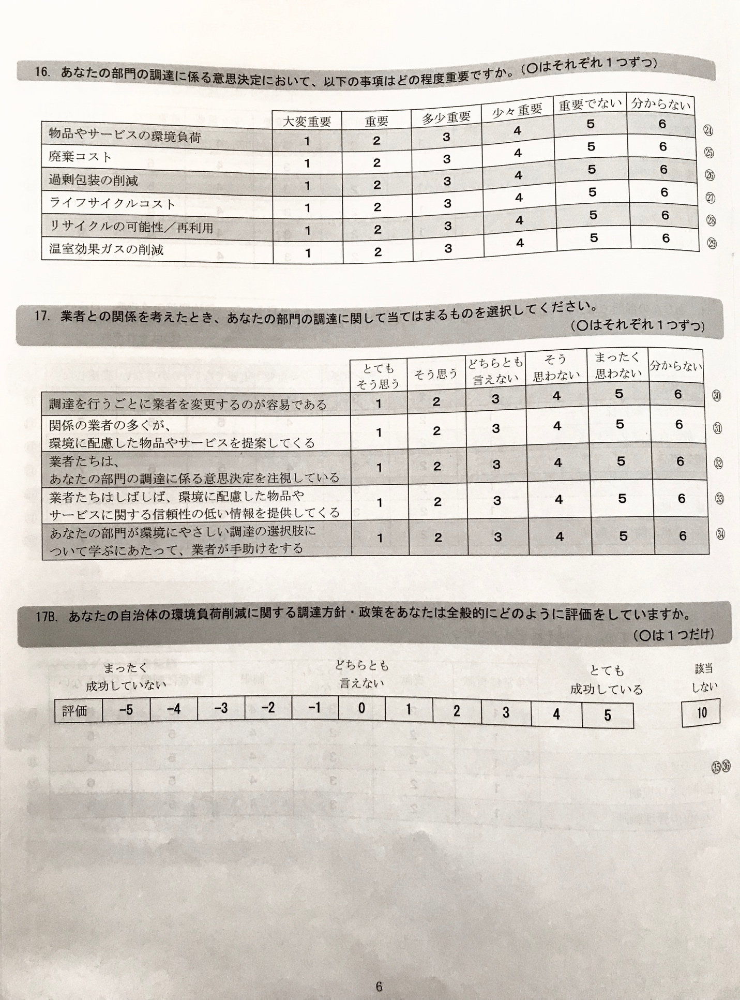 16. あなたの部門の調達に係る意思決定において、以下の事項はどの程度重要ですか。(〇はそれぞれ１つずつ)
大変重要 重要 多少重要 少々重要 重要でない 分からない
物品やサービスの環境負荷 1 2 3 4 5 6 ㉔
廃棄コスト 1 2 3 4 5 6 ㉕
過剰包装の削減 1 2 3 4 5 6 ㉖
ライフサイクルコスト 1 2 3 4 5 6 ㉗
リサイクルの可能性／再利用 1 2 3 4 5 6 ㉘
温室効果ガスの削減 1 2 3 4 5 6 ㉙
17. 業者との関係を考えたとき、あなたの部門の調達に関して当てはまるものを選択してください。
(〇はそれぞれ１つずつ)
とても そう思う そう思う どちらとも 言えない そう 思わない まったく 思わない 分からない
調達を行うごとに業者を変更するのが容易である 1 2 3 4 5 6 ㉚
関係の業者の多くが、
環境に配慮した物品やサービスを提案してくる 1 2 3 4 5 6 ㉛
業者たちは、
あなたの部門の調達に係る意思決定を注視している 1 2 3 4 5 6 ㉜
業者たちはしばしば、環境に配慮した物品や
サービスに関する信頼性の低い情報を提供してくる 1 2 3 4 5 6 ㉝
あなたの部門が環境にやさしい調達の選択肢に
ついて学ぶにあたって、業者が手助けをする 1 2 3 4 5 6 ㉞
17B. あなたの自治体の環境負荷削減に関する調達方針・政策をあなたは全般的にどのように評価をしていますか。
(〇は１つだけ)
まったく どちらとも とても 該当
成功していない 言えない 成功している しない
評価 -5 -4 -3 -2 -1 0 1 2 3 4 5 10
㉟㊱
6